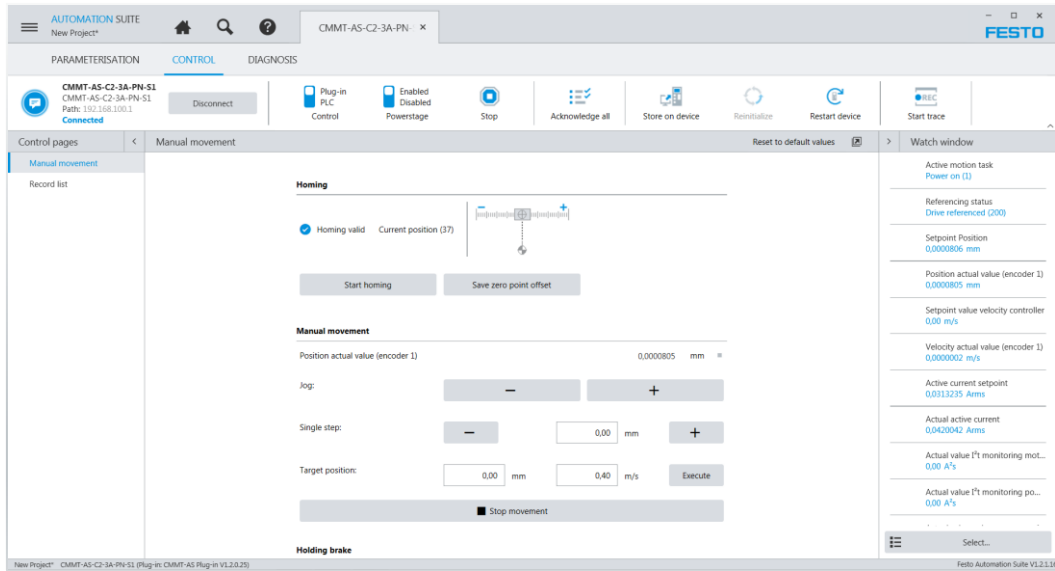 AUTOMATION SUITE
New Project*
CMMT-AS-C2-3A-PN-
FESTO
PARAMETERISATION CONTROL DIAGNOSIS
CMMT-AS-C2-3A-PN-S1
CMMT-AS-C2-3A-PN-S1
Path: 192.168.100.1
Connected
Disconnect
Plug-in
PLC
Control
Enabled
Disabled
Powerstage
Stop
Acknowledge all
Store on device
Reinitialize
Restart device
REC
Start trace
Control pages
Manual movement
Record list
Manual movement
Reset to default values
Homing
Homing valid Current position (37)
Start homing
Save zero point offset
Manual movement
Position actual value (encoder 1) 0,0000805 mm
Jog: − +
Single step: − 0,00 mm +
Target position: 0,00 mm 0,40 m/s Execute
Stop movement
Holding brake
Watch window
Active motion task
Power on (1)
Referencing status
Drive referenced (200)
Setpoint Position
0,0000806 mm
Position actual value (encoder 1)
0,0000805 mm
Setpoint value velocity controller
0,00 m/s
Velocity actual value (encoder 1)
0,0000002 m/s
Active current setpoint
0,0313235 Arms
Actual active current
0,0420042 Arms
Actual value I²t monitoring mot...
0,00 A²s
Actual value I²t monitoring po...
0,00 A²s
Select...
New Project* CMMT-AS-C2-3A-PN-S1 (Plug-in: CMMT-AS Plug-in V1.2.0.25)
Festo Automation Suite V1.2.1.1